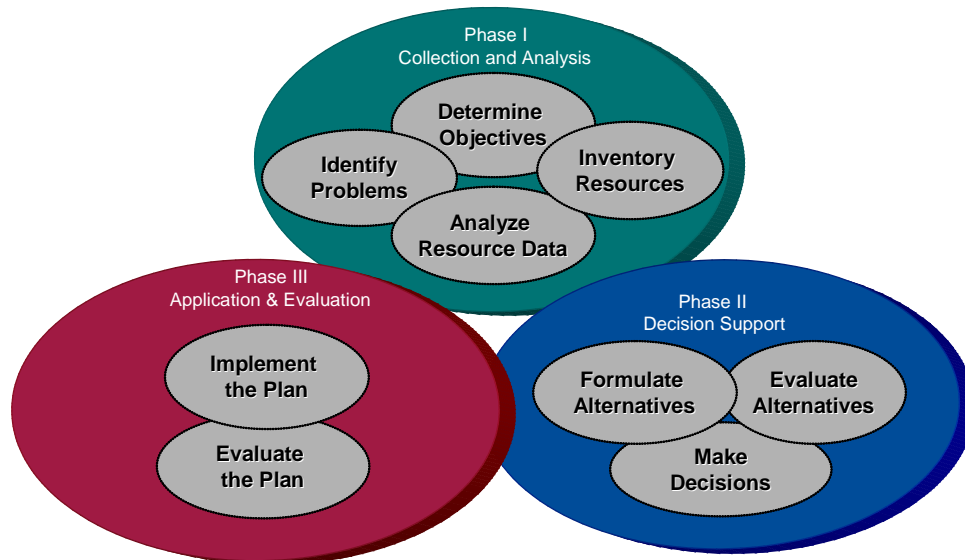 Phase I
Collection and Analysis
Determine
Objectives
Identify
Problems
Inventory
Resources
Analyze
Resource Data
Phase III
Application & Evaluation
Implement
the Plan
Evaluate
the Plan
Phase II
Decision Support
Formulate
Alternatives
Evaluate
Alternatives
Make
Decisions